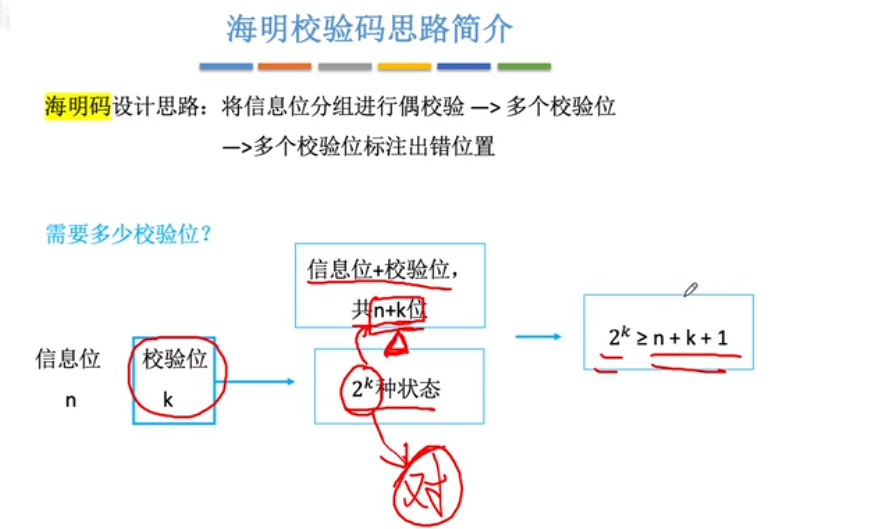 海明校验码思路简介
海明码设计思路：将信息位分组进行偶校验 —> 多个校验位
—>多个校验位标注出错位置
需要多少校验位？
信息位+校验位，
共n+k位
信息位
n
校验位
k
2ᵏ种状态
2ᵏ ≥ n + k + 1
对